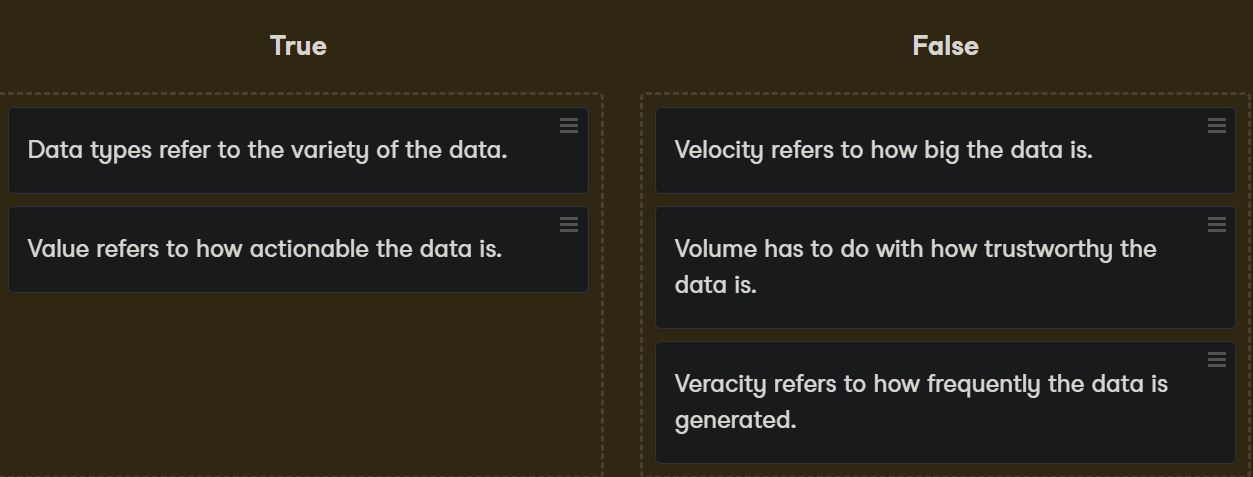 True
Data types refer to the variety of the data.
Value refers to how actionable the data is.
False
Velocity refers to how big the data is.
Volume has to do with how trustworthy the
data is.
Veracity refers to how frequently the data is
generated.